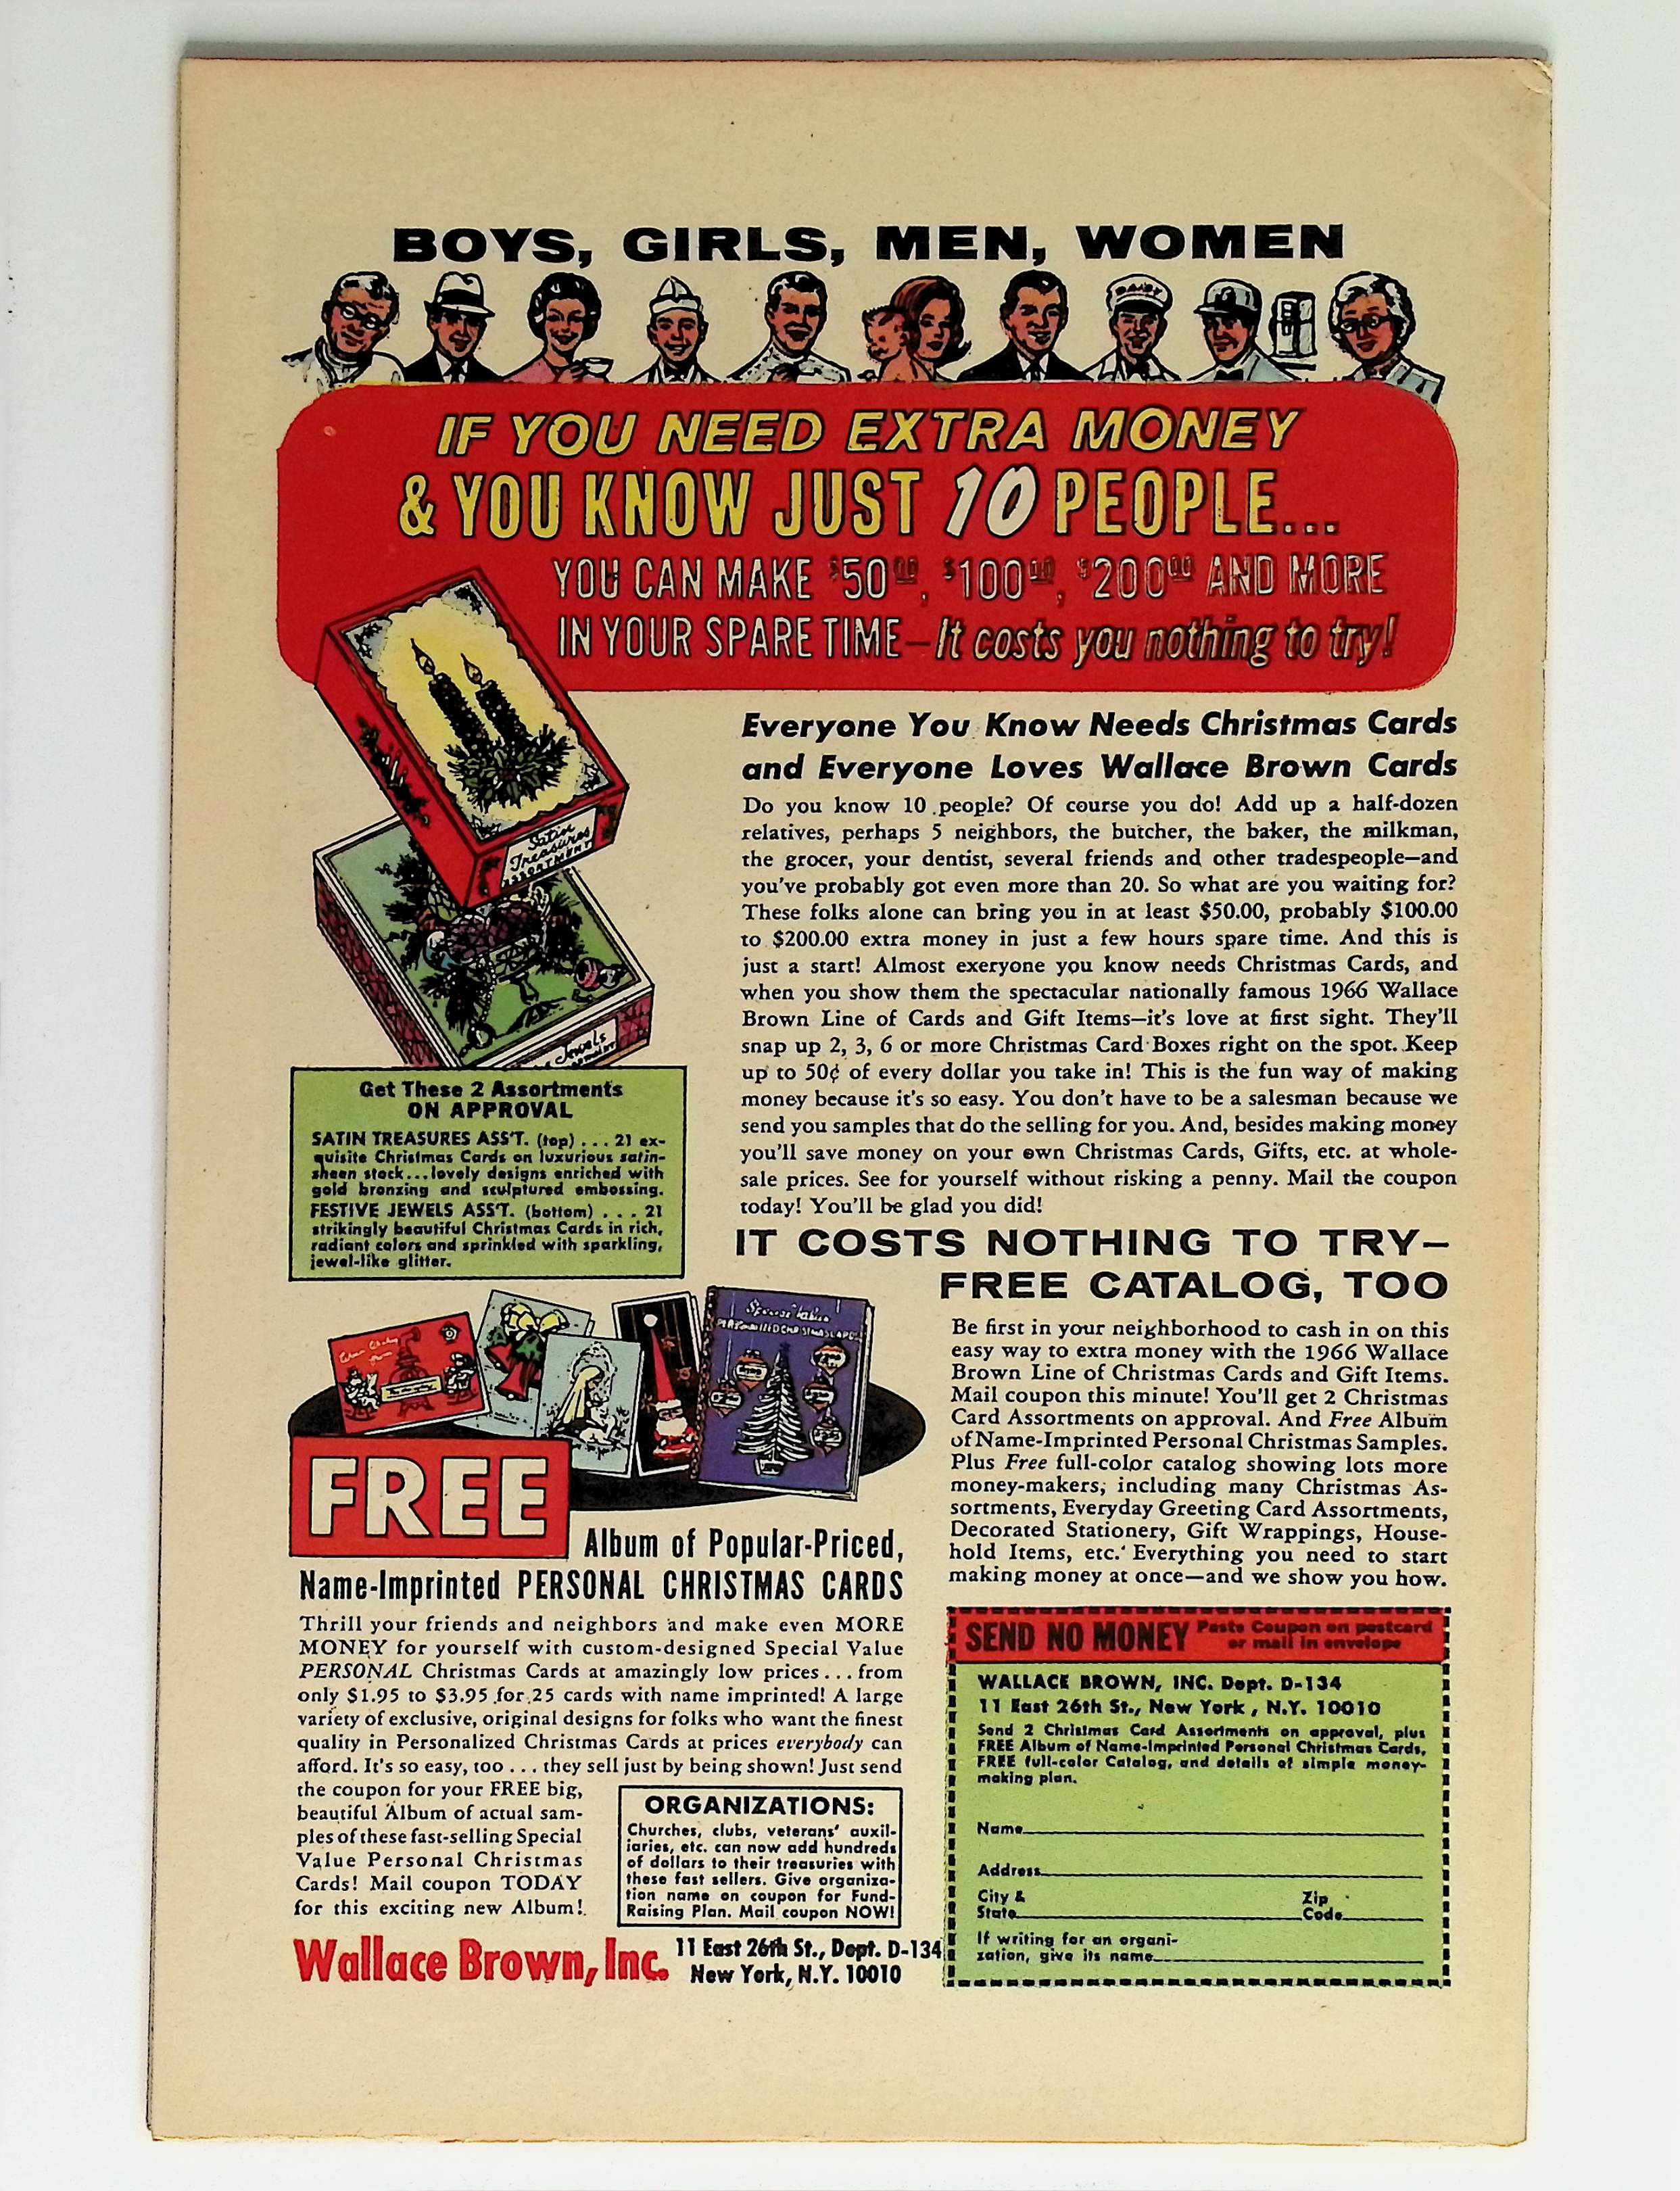 BOYS, GIRLS, MEN, WOMEN
DAIRY
IF YOU NEED EXTRA MONEY
& YOU KNOW JUST 10 PEOPLE...
YOU CAN MAKE $50.00, $100.00, $200.00 AND MORE
IN YOUR SPARE TIME—It costs you nothing to try!
Satin
Treasures
ASSORTMENT
Jewels
Everyone You Know Needs Christmas Cards
and Everyone Loves Wallace Brown Cards
Do you know 10 people? Of course you do! Add up a half-dozen
relatives, perhaps 5 neighbors, the butcher, the baker, the milkman,
the grocer, your dentist, several friends and other tradespeople—and
you've probably got even more than 20. So what are you waiting for?
These folks alone can bring you in at least $50.00, probably $100.00
to $200.00 extra money in just a few hours spare time. And this is
just a start! Almost exeryone you know needs Christmas Cards, and
when you show them the spectacular nationally famous 1966 Wallace
Brown Line of Cards and Gift Items—it's love at first sight. They'll
snap up 2, 3, 6 or more Christmas Card Boxes right on the spot. Keep
up to 50¢ of every dollar you take in! This is the fun way of making
money because it's so easy. You don't have to be a salesman because we
send you samples that do the selling for you. And, besides making money
you'll save money on your own Christmas Cards, Gifts, etc. at whole-
sale prices. See for yourself without risking a penny. Mail the coupon
today! You'll be glad you did!
Get These 2 Assortments
ON APPROVAL
SATIN TREASURES ASS'T. (top) . . . 21 ex-
quisite Christmas Cards on luxurious satin-
sheen stock...lovely designs enriched with
gold bronzing and sculptured embossing.
FESTIVE JEWELS ASS'T. (bottom) . . . 21
strikingly beautiful Christmas Cards in rich,
radiant colors and sprinkled with sparkling,
jewel-like glitter.
IT COSTS NOTHING TO TRY—
FREE CATALOG, TOO
Be first in your neighborhood to cash in on this
easy way to extra money with the 1966 Wallace
Brown Line of Christmas Cards and Gift Items.
Mail coupon this minute! You'll get 2 Christmas
Card Assortments on approval. And Free Album
of Name-Imprinted Personal Christmas Samples.
Plus Free full-color catalog showing lots more
money-makers, including many Christmas As-
sortments, Everyday Greeting Card Assortments,
Decorated Stationery, Gift Wrappings, House-
hold Items, etc. Everything you need to start
making money at once—and we show you how.
FREE
Album of Popular-Priced,
Name-Imprinted PERSONAL CHRISTMAS CARDS
Thrill your friends and neighbors and make even MORE
MONEY for yourself with custom-designed Special Value
PERSONAL Christmas Cards at amazingly low prices . . . from
only $1.95 to $3.95 for 25 cards with name imprinted! A large
variety of exclusive, original designs for folks who want the finest
quality in Personalized Christmas Cards at prices everybody can
afford. It's so easy, too . . . they sell just by being shown! Just send
the coupon for your FREE big,
beautiful Album of actual sam-
ples of these fast-selling Special
Value Personal Christmas
Cards! Mail coupon TODAY
for this exciting new Album!
ORGANIZATIONS:
Churches, clubs, veterans' auxil-
iaries, etc. can now add hundreds
of dollars to their treasuries with
these fast sellers. Give organiza-
tion name on coupon for Fund-
Raising Plan. Mail coupon NOW!
Wallace Brown, Inc. 11 East 26th St., Dept. D-134
New York, N.Y. 10010
SEND NO MONEY Paste Coupon on postcard
or mail in envelope
WALLACE BROWN, INC. Dept. D-134
11 East 26th St., New York, N.Y. 10010
Send 2 Christmas Card Assortments on approval, plus
FREE Album of Name-Imprinted Personal Christmas Cards,
FREE full-color Catalog, and details of simple money-
making plan.
Name
Address
City & Zip
State Code
If writing for an organi-
zation, give its name